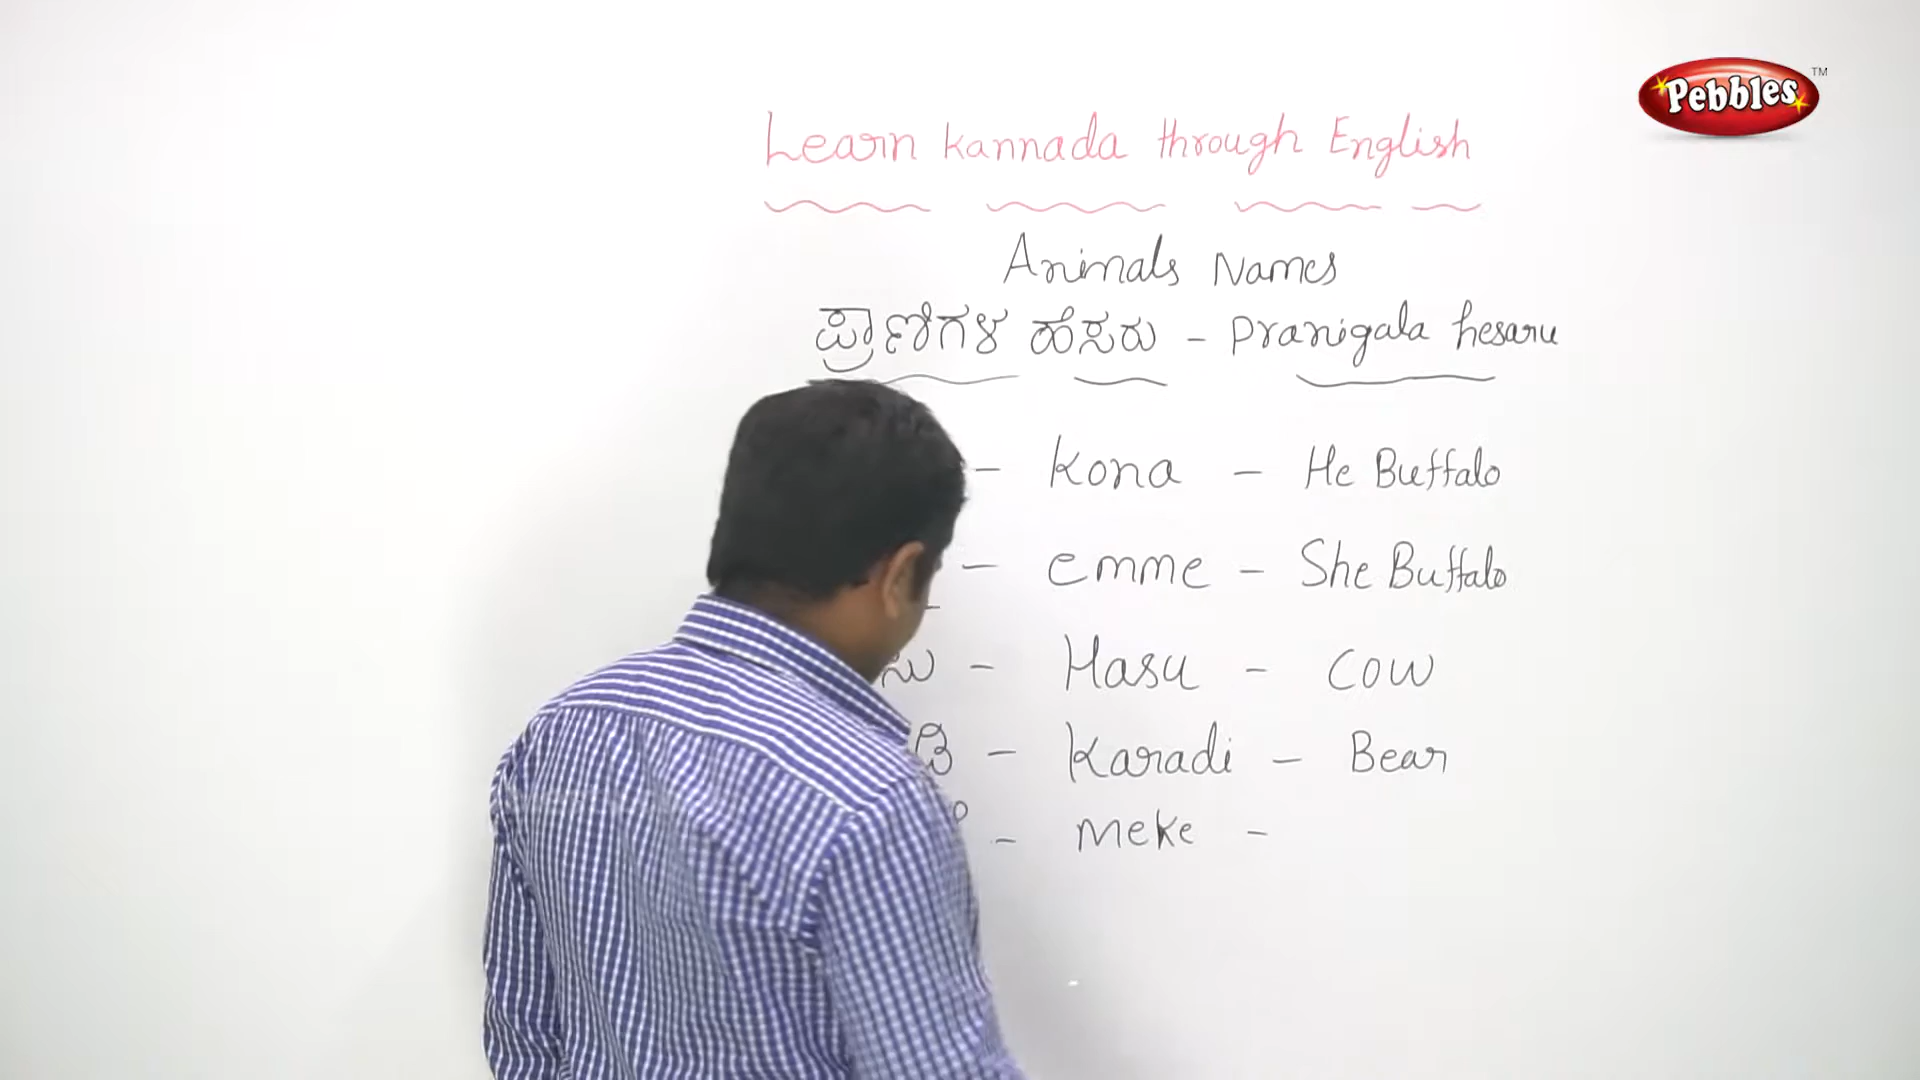 Pebbles TM
Learn kannada through English
Animals Names
ಪ್ರಾಣಿಗಳ ಹೆಸರು - Pranigala hesaru
- Kona - He Buffalo
- emme - She Buffalo
- Hasu - Cow
- Karadi - Bear
- Meke -